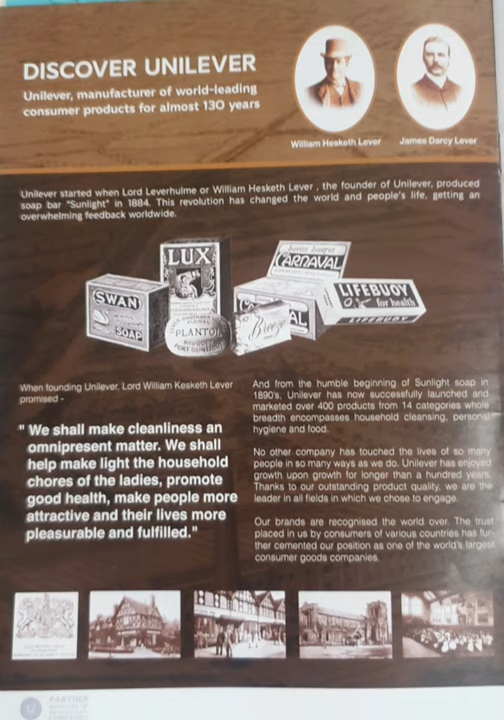 DISCOVER UNILEVER
Unilever, manufacturer of world-leading
consumer products for almost 130 years
William Hesketh Lever
James Darcy Lever
Unilever started when Lord Leverhulme or William Hesketh Lever , the founder of Unilever, produced
soap bar "Sunlight" in 1884. This revolution has changed the world and people's life, getting an
overwhelming feedback worldwide.
LUX
PLANTOL
SWAN
SOAP
CARNAVAL
Breeze
LIFEBUOY
for health
LIFEBUOY
When founding Unilever, Lord William Kesketh Lever
promised -
" We shall make cleanliness an
omnipresent matter. We shall
help make light the household
chores of the ladies, promote
good health, make people more
attractive and their lives more
pleasurable and fulfilled."
And from the humble beginning of Sunlight soap in
1890's, Unilever has now successfully launched and
marketed over 400 products from 14 categories whole
breadth encompasses household cleansing, personal
hygiene and food.
No other company has touched the lives of so many
people in so many ways as we do. Unilever has enjoyed
growth upon growth for longer than a hundred years.
Thanks to our outstanding product quality, we are the
leader in all fields in which we chose to engage.
Our brands are recognised the world over. The trust
placed in us by consumers of various countries has fur-
ther cemented our position as one of the world's largest
consumer goods companies.
12
PARTNER